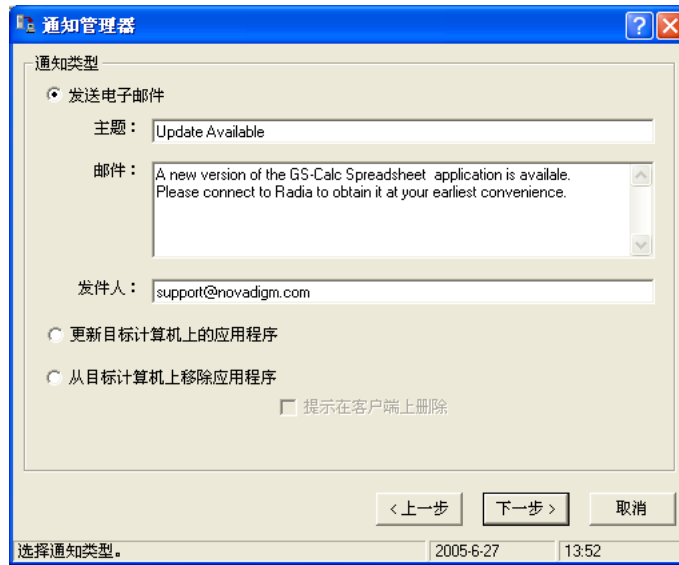 通知管理器
通知类型
发送电子邮件
主题：
Update Available
邮件：
A new version of the GS-Calc Spreadsheet  application is availale.
Please connect to Radia to obtain it at your earliest convenience.
发件人：
support@novadigm.com
更新目标计算机上的应用程序
从目标计算机上移除应用程序
提示在客户端上删除
<上一步 下一步> 取消
选择通知类型。 2005-6-27 13:52